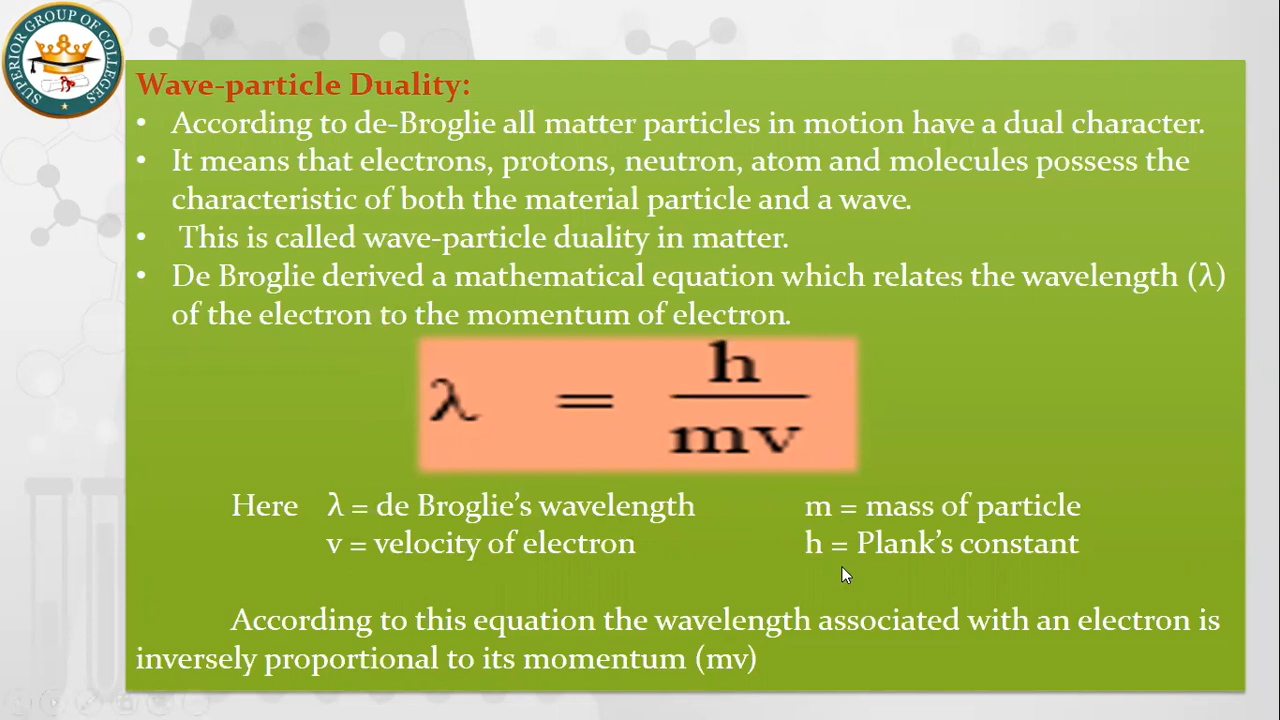 SUPERIOR GROUP OF COLLEGES
Wave-particle Duality:
• According to de-Broglie all matter particles in motion have a dual character.
• It means that electrons, protons, neutron, atom and molecules possess the
characteristic of both the material particle and a wave.
• This is called wave-particle duality in matter.
• De Broglie derived a mathematical equation which relates the wavelength (λ)
of the electron to the momentum of electron.
h
λ =
mv
Here λ = de Broglie's wavelength m = mass of particle
v = velocity of electron h = Plank's constant
According to this equation the wavelength associated with an electron is
inversely proportional to its momentum (mv)